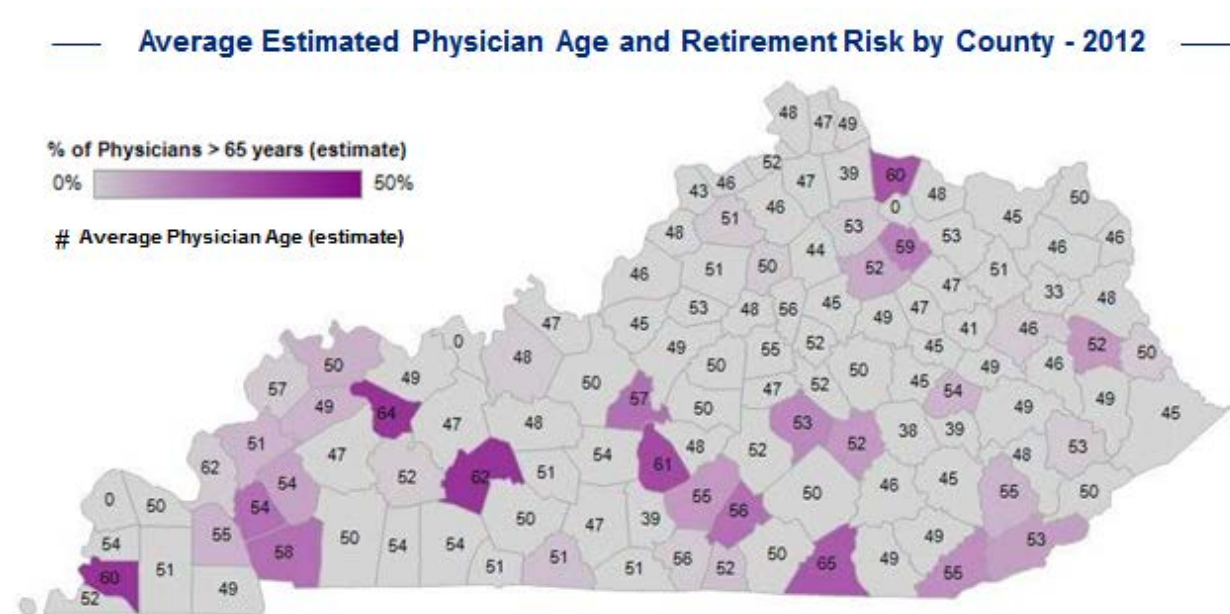 Average Estimated Physician Age and Retirement Risk by County - 2012
% of Physicians > 65 years (estimate)
0% 50%
# Average Physician Age (estimate)
48 47 49
52 47 39 60 48 50
43 46 46 0 45
51 53 53 46
48 44 59 46
46 51 50 52 51
47 33 48
47 45 53 48 56 45 49 47 41 46
0 48 49 55 52 45 52 50
50 49 50 50 50 49 46
57 49 64 57 47 52 45 54 49 49 45
47 48 50 53
51 54 48 52 52 38 39 48 53
62 47 52 62 51 61 46 45
54 55 50 55 50
0 50 54 50 47 39 56
54 55 58 50 54 54 51 51 51 56 52 50 65 49 49 55 53
60 51
52 49